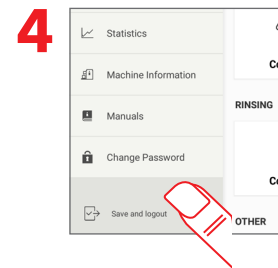 4
Statistics
Machine Information
Manuals
Change Password
Save and logout
RINSING
OTHER